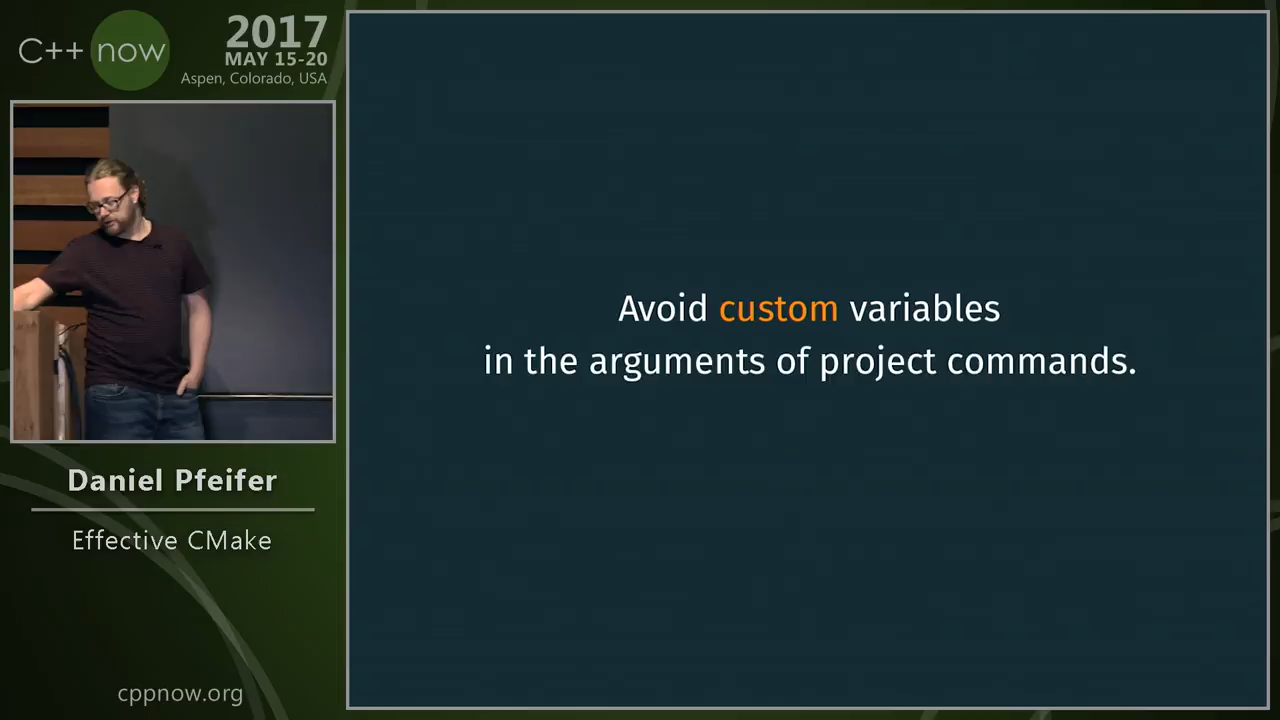 C++ now
2017
MAY 15-20
Aspen, Colorado, USA
Avoid custom variables
in the arguments of project commands.
Daniel Pfeifer
Effective CMake
cppnow.org